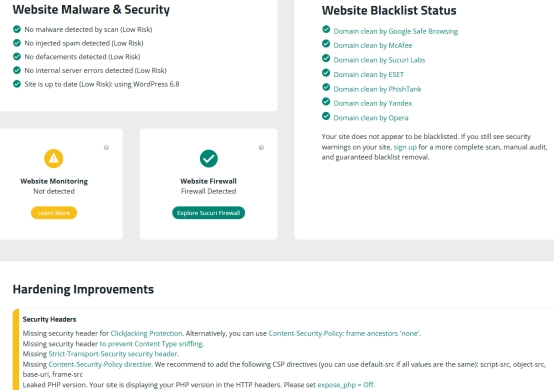 Website Malware & Security
No malware detected by scan (Low Risk)
No injected spam detected (Low Risk)
No defacements detected (Low Risk)
No internal server errors detected (Low Risk)
Site is up to date (Low Risk): using WordPress 6.8
Website Blacklist Status
Domain clean by Google Safe Browsing
Domain clean by McAfee
Domain clean by Sucuri Labs
Domain clean by ESET
Domain clean by PhishTank
Domain clean by Yandex
Domain clean by Opera
Your site does not appear to be blacklisted. If you still see security
warnings on your site, sign up for a more complete scan, manual audit,
and guaranteed blacklist removal.
Website Monitoring
Not detected
Learn More
Website Firewall
Firewall Detected
Explore Sucuri Firewall
Hardening Improvements
Security Headers
Missing security header for ClickJacking Protection. Alternatively, you can use Content-Security-Policy: frame-ancestors 'none'.
Missing security header to prevent Content Type sniffing.
Missing Strict-Transport-Security security header.
Missing Content-Security-Policy directive. We recommend to add the following CSP directives (you can use default-src if all values are the same): script-src, object-src,
base-uri, frame-src
Leaked PHP version. Your site is displaying your PHP version in the HTTP headers. Please set expose_php = Off.